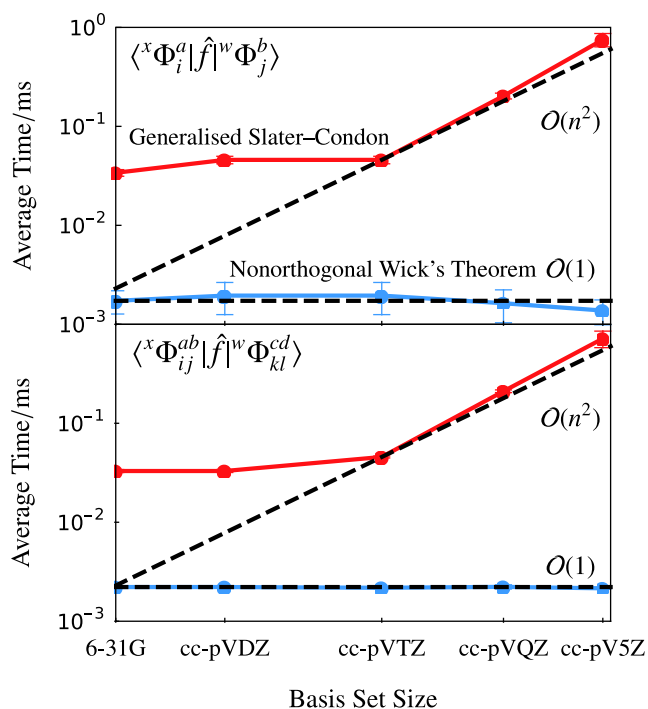 10⁰
⟨ˣΦᵢᵃ|f̂|ʷΦⱼᵇ⟩
O(n²)
Generalised Slater–Condon
10⁻¹
Average Time/ms
10⁻²
Nonorthogonal Wick's Theorem O(1)
10⁻³
⟨ˣΦᵢⱼᵃᵇ|f̂|ʷΦₖₗᶜᵈ⟩
O(n²)
10⁻¹
Average Time/ms
10⁻²
O(1)
10⁻³
6-31G cc-pVDZ cc-pVTZ cc-pVQZ cc-pV5Z
Basis Set Size